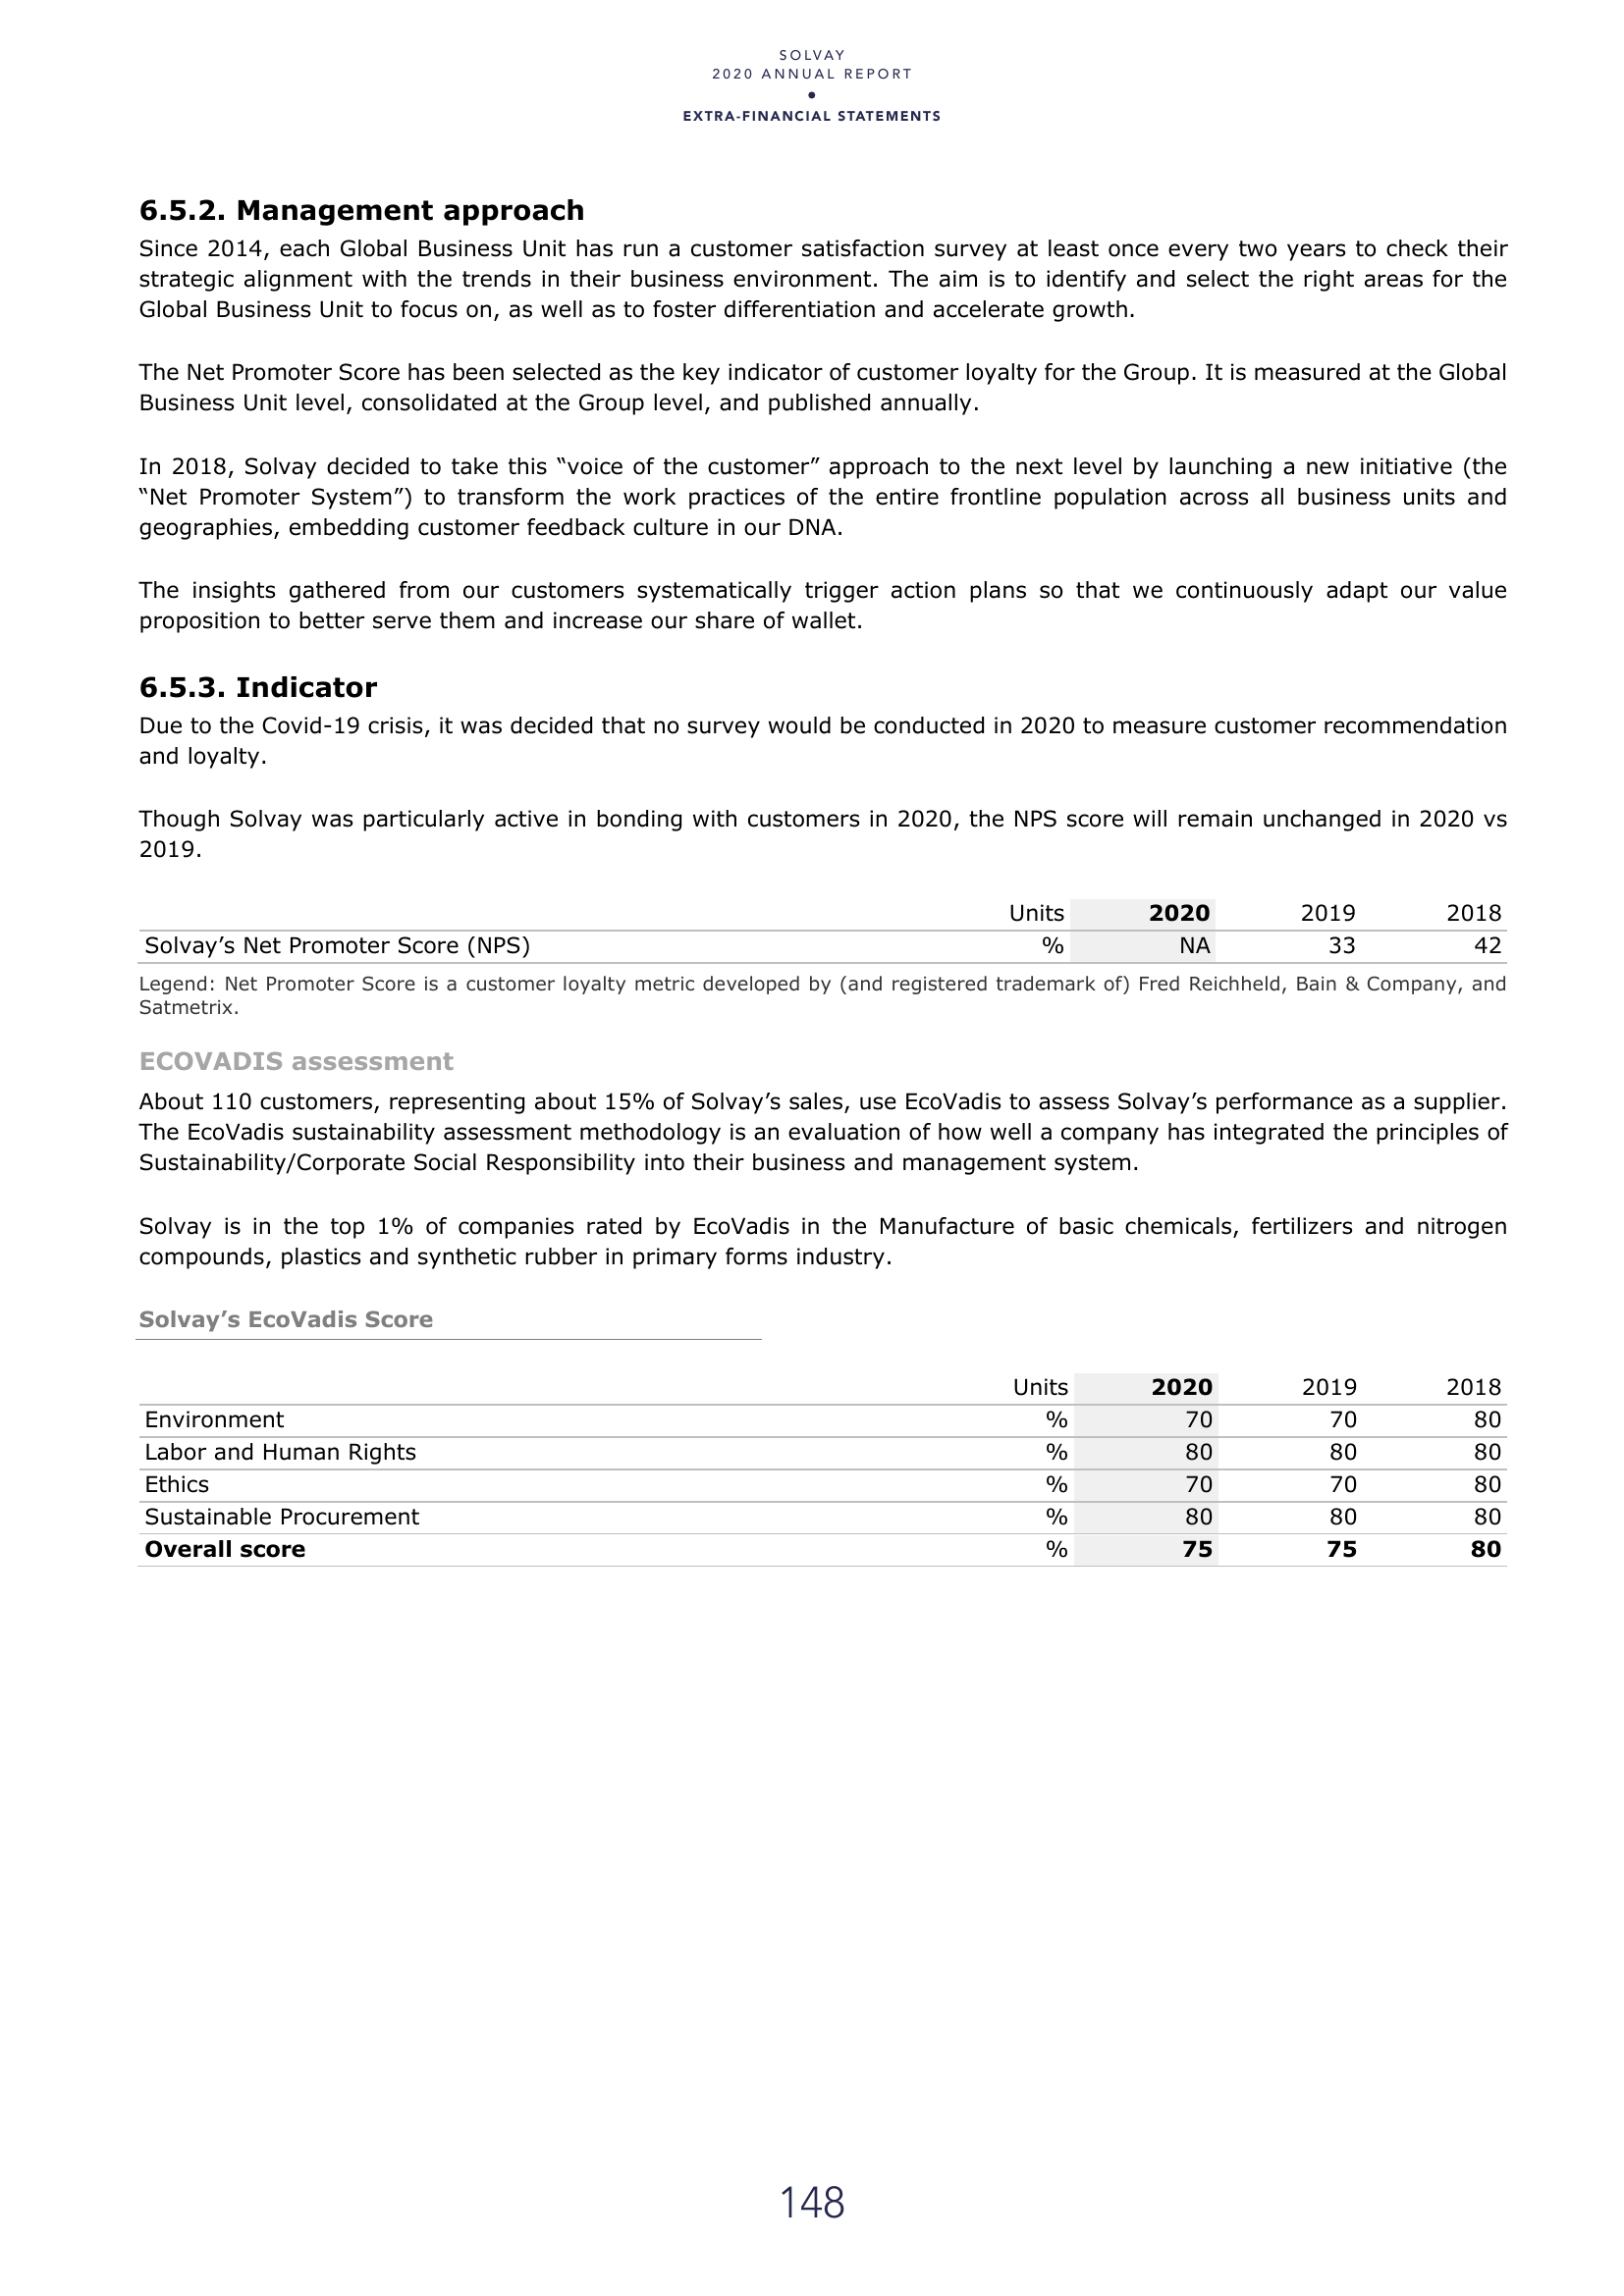 SOLVAY
2020 ANNUAL REPORT
•
EXTRA-FINANCIAL STATEMENTS
6.5.2. Management approach
Since 2014, each Global Business Unit has run a customer satisfaction survey at least once every two years to check their
strategic alignment with the trends in their business environment. The aim is to identify and select the right areas for the
Global Business Unit to focus on, as well as to foster differentiation and accelerate growth.
The Net Promoter Score has been selected as the key indicator of customer loyalty for the Group. It is measured at the Global
Business Unit level, consolidated at the Group level, and published annually.
In 2018, Solvay decided to take this “voice of the customer” approach to the next level by launching a new initiative (the
“Net Promoter System”) to transform the work practices of the entire frontline population across all business units and
geographies, embedding customer feedback culture in our DNA.
The insights gathered from our customers systematically trigger action plans so that we continuously adapt our value
proposition to better serve them and increase our share of wallet.
6.5.3. Indicator
Due to the Covid-19 crisis, it was decided that no survey would be conducted in 2020 to measure customer recommendation
and loyalty.
Though Solvay was particularly active in bonding with customers in 2020, the NPS score will remain unchanged in 2020 vs
2019.
Units 2020 2019 2018
Solvay’s Net Promoter Score (NPS) % NA 33 42
Legend: Net Promoter Score is a customer loyalty metric developed by (and registered trademark of) Fred Reichheld, Bain & Company, and
Satmetrix.
ECOVADIS assessment
About 110 customers, representing about 15% of Solvay’s sales, use EcoVadis to assess Solvay’s performance as a supplier.
The EcoVadis sustainability assessment methodology is an evaluation of how well a company has integrated the principles of
Sustainability/Corporate Social Responsibility into their business and management system.
Solvay is in the top 1% of companies rated by EcoVadis in the Manufacture of basic chemicals, fertilizers and nitrogen
compounds, plastics and synthetic rubber in primary forms industry.
Solvay’s EcoVadis Score
Units 2020 2019 2018
Environment % 70 70 80
Labor and Human Rights % 80 80 80
Ethics % 70 70 80
Sustainable Procurement % 80 80 80
Overall score % 75 75 80
148